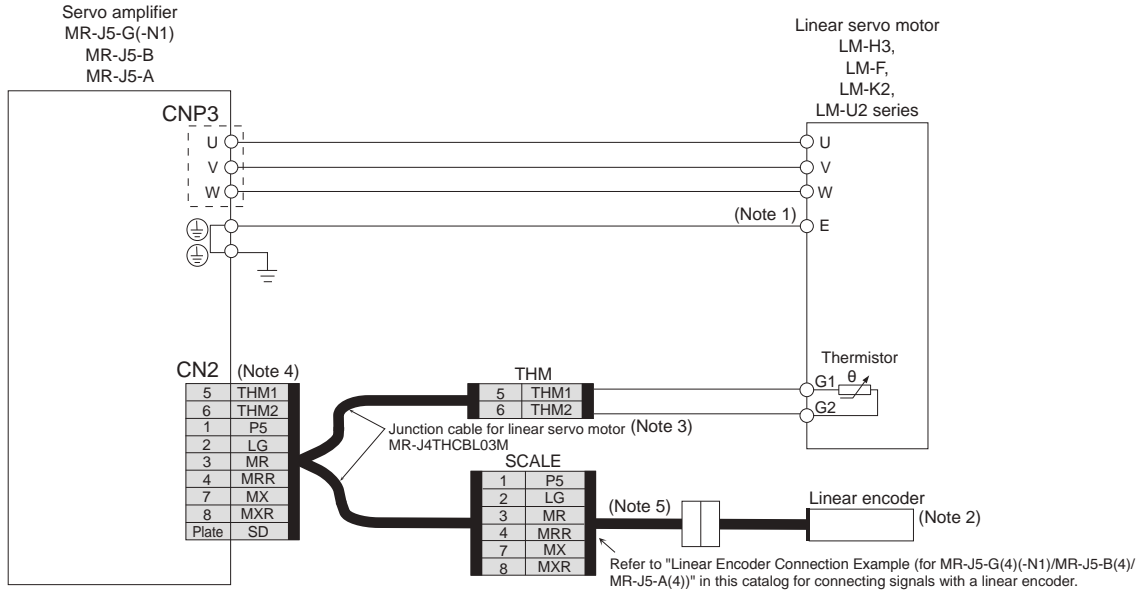 Servo amplifier
MR-J5-G(-N1)
MR-J5-B
MR-J5-A
Linear servo motor
LM-H3,
LM-F,
LM-K2,
LM-U2 series
CNP3
U
V
W
U
V
W
(Note 1)
E
CN2
(Note 4)
5 THM1
6 THM2
1 P5
2 LG
3 MR
4 MRR
7 MX
8 MXR
Plate SD
THM
5 THM1
6 THM2
Thermistor
G1 θ
G2
Junction cable for linear servo motor (Note 3)
MR-J4THCBL03M
SCALE
1 P5
2 LG
3 MR
4 MRR
7 MX
8 MXR
(Note 5)
Linear encoder
(Note 2)
Refer to "Linear Encoder Connection Example (for MR-J5-G(4)(-N1)/MR-J5-B(4)/
MR-J5-A(4))" in this catalog for connecting signals with a linear encoder.